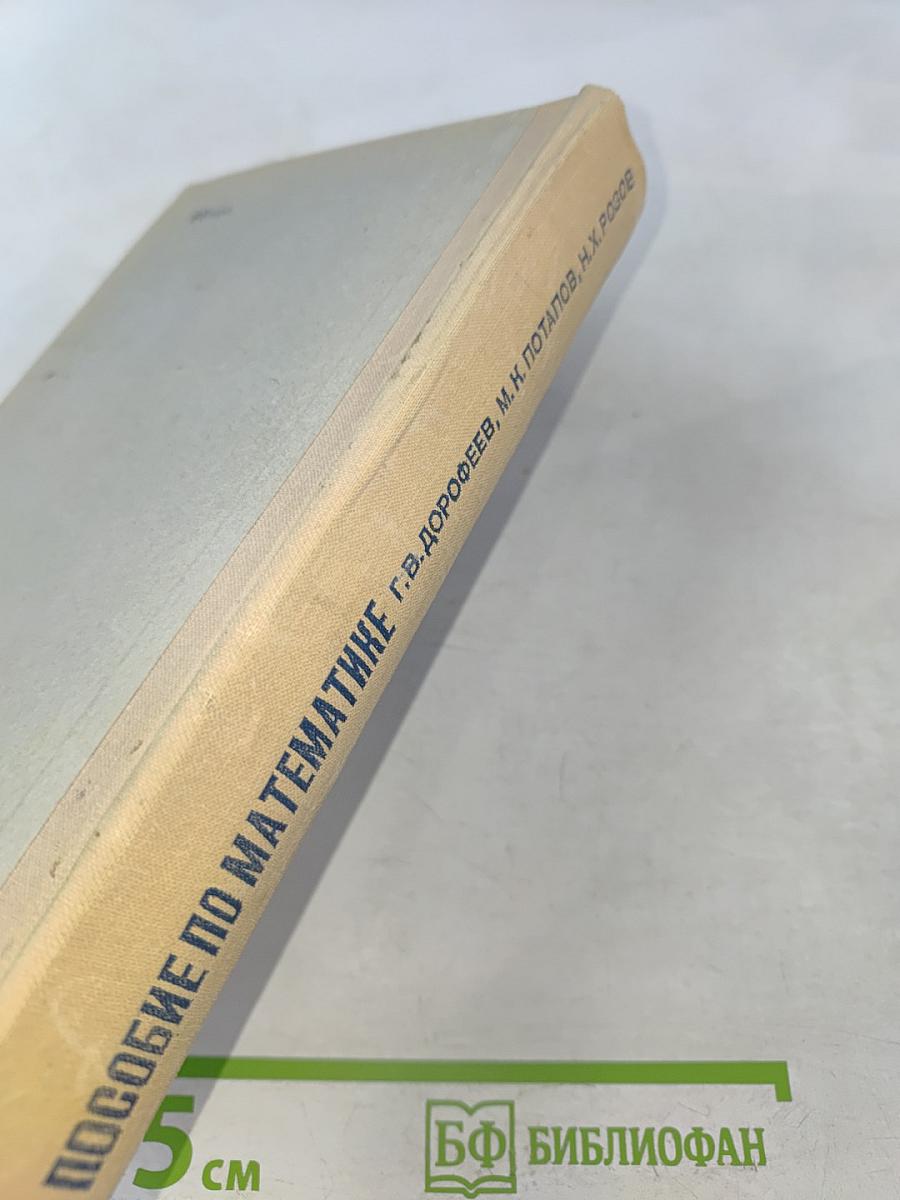 ПОСОБИЕ ПО МАТЕМАТИКЕ Г.В. ДОРОФЕЕВ, М.К. ПОТАПОВ, Н.Х. РОЗОВ
5 СМ
БФ БИБЛИОФАН